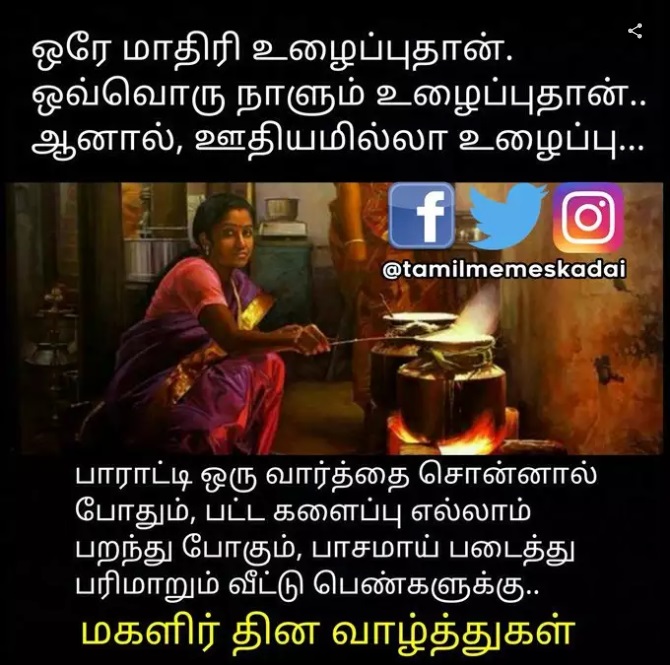 ஒரே மாதிரி உழைப்புதான்.
ஒவ்வொரு நாளும் உழைப்புதான்..
ஆனால், ஊதியமில்லா உழைப்பு...
@tamilmemeskadai
பாராட்டி ஒரு வார்த்தை சொன்னால்
போதும், பட்ட களைப்பு எல்லாம்
பறந்து போகும், பாசமாய் படைத்து
பரிமாறும் வீட்டு பெண்களுக்கு..
மகளிர் தின வாழ்த்துகள்